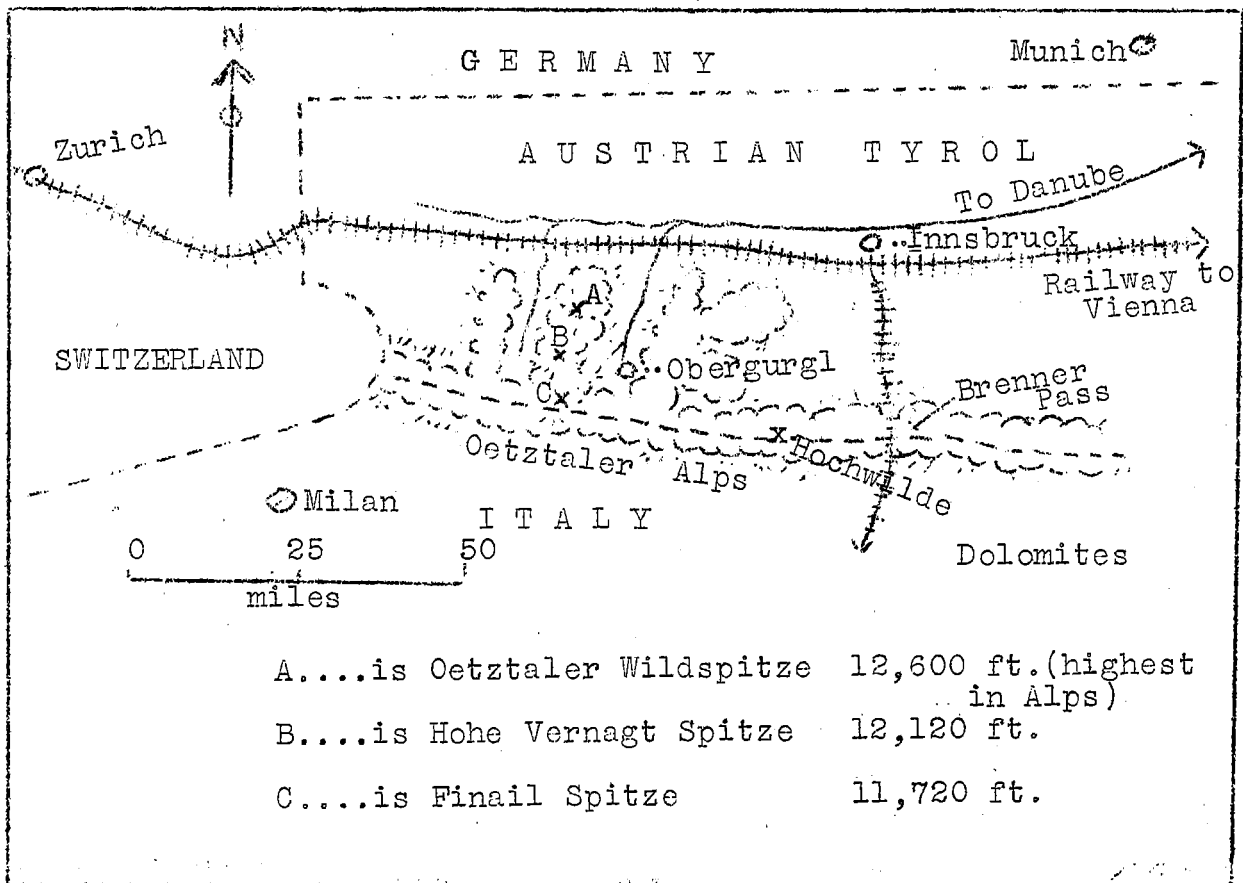 N
GERMANY
Munich
Zurich
AUSTRIAN TYROL
To Danube
..Innsbruck
Railway to
Vienna
A
B
SWITZERLAND
.Obergurgl
C
Brenner
Pass
Oetztaler Alps
Hochwilde
Milan
ITALY
0 25 50
miles
Dolomites
A....is Oetztaler Wildspitze 12,600 ft.(highest
in Alps)
B....is Hohe Vernagt Spitze 12,120 ft.
C....is Finail Spitze 11,720 ft.